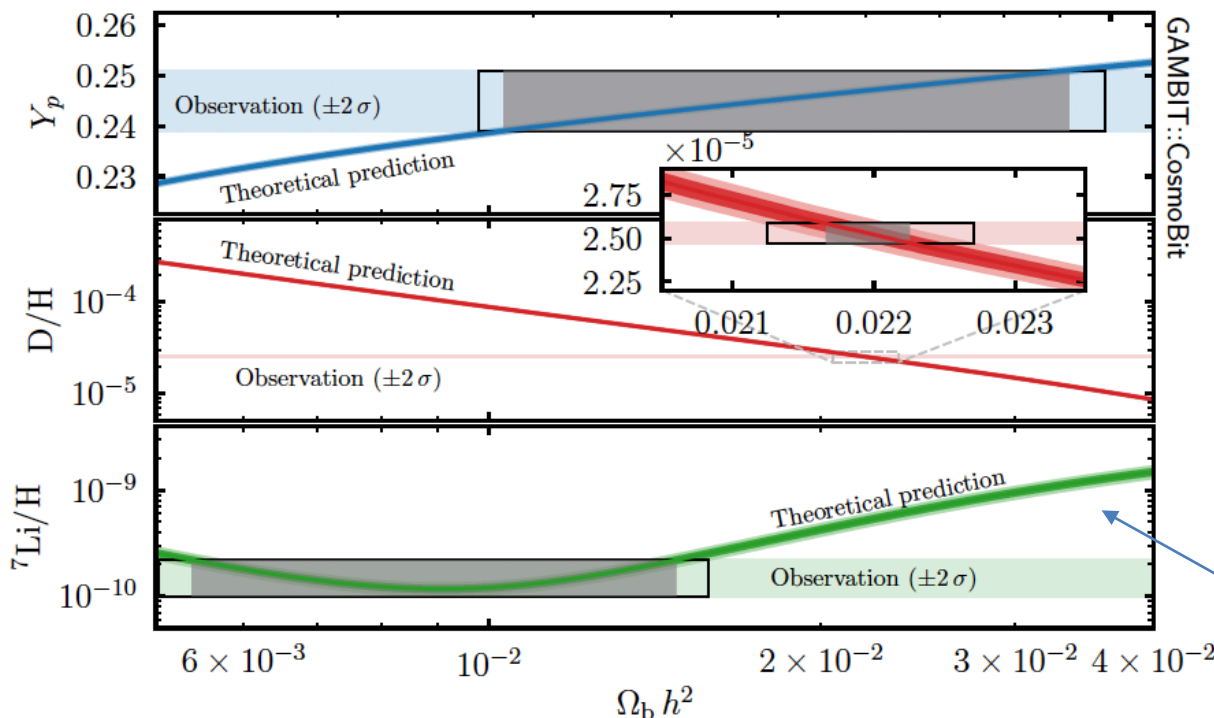 0.26
0.25
0.24
0.23
Y_p
Observation (±2 σ)
Theoretical prediction
GAMBIT::CosmoBit
×10⁻⁵
2.75
2.50
2.25
0.021
0.022
0.023
D/H
10⁻⁴
10⁻⁵
Theoretical prediction
Observation (±2 σ)
⁷Li/H
10⁻⁹
10⁻¹⁰
Theoretical prediction
Observation (±2 σ)
6 × 10⁻³
10⁻²
2 × 10⁻²
3 × 10⁻²
4 × 10⁻²
Ω_b h²